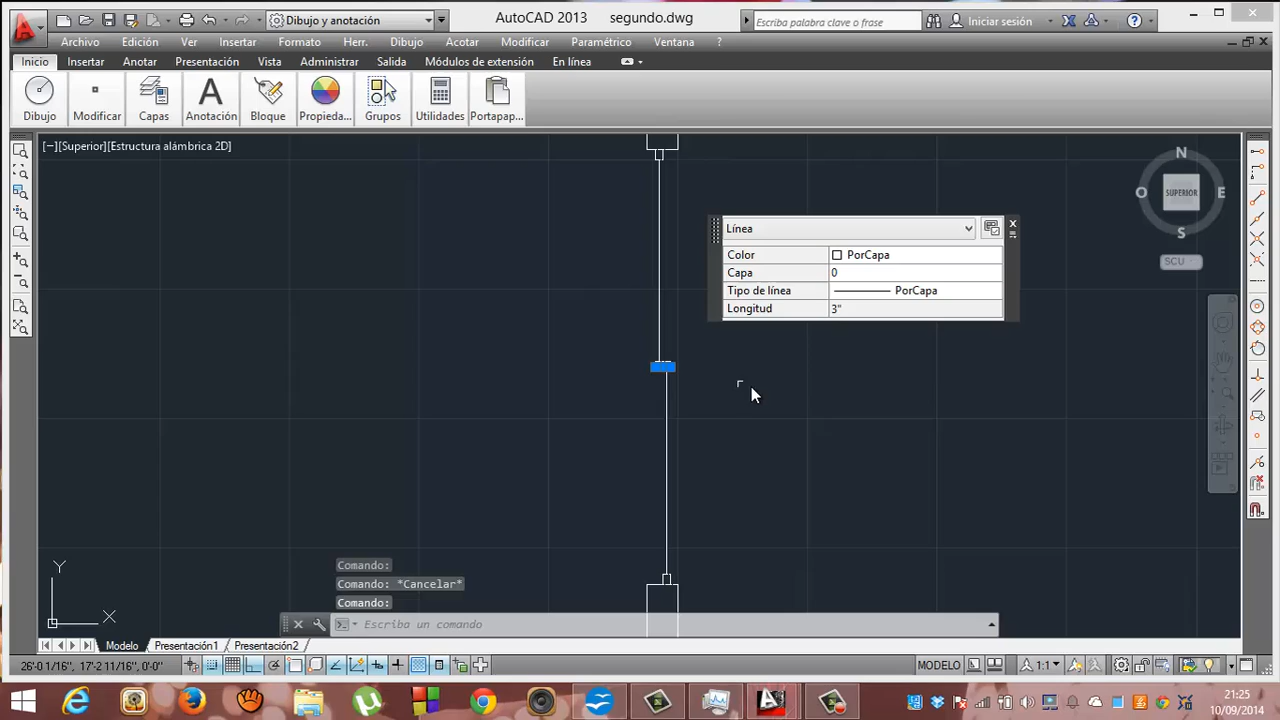 Dibujo y anotación
AutoCAD 2013 segundo.dwg
Escriba palabra clave o frase
Iniciar sesión
Archivo Edición Ver Insertar Formato Herr. Dibujo Acotar Modificar Paramétrico Ventana ?
Inicio Insertar Anotar Presentación Vista Administrar Salida Módulos de extensión En línea
Dibujo Modificar Capas Anotación Bloque Propieda... Grupos Utilidades Portapap...
[−][Superior][Estructura alámbrica 2D]
N
O SUPERIOR E
S
SCU
Línea
Color PorCapa
Capa 0
Tipo de línea PorCapa
Longitud 3"
Y
X
Comando:
Comando: *Cancelar*
Comando:
Escriba un comando
Modelo Presentación1 Presentación2
26'-0 1/16", 17'-2 11/16", 0'-0"
MODELO 1:1
21:25
10/09/2014